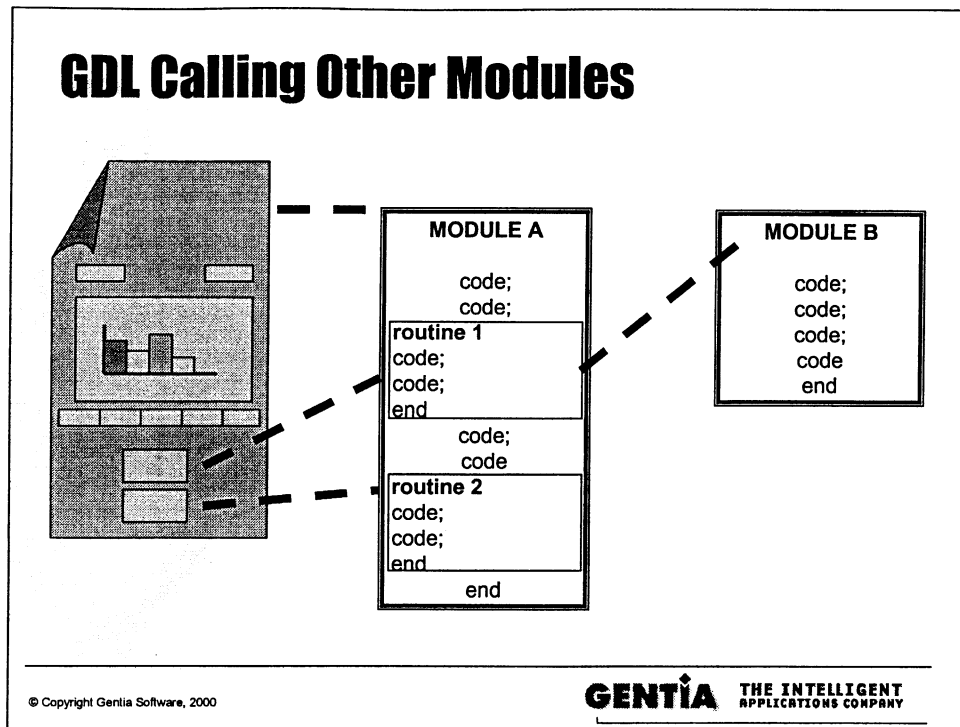 GDL Calling Other Modules
MODULE A
code;
code;
routine 1
code;
code;
end
code;
code
routine 2
code;
code;
end
end
MODULE B
code;
code;
code;
code
end
© Copyright Gentia Software, 2000
GENTIA
THE INTELLIGENT
APPLICATIONS COMPANY